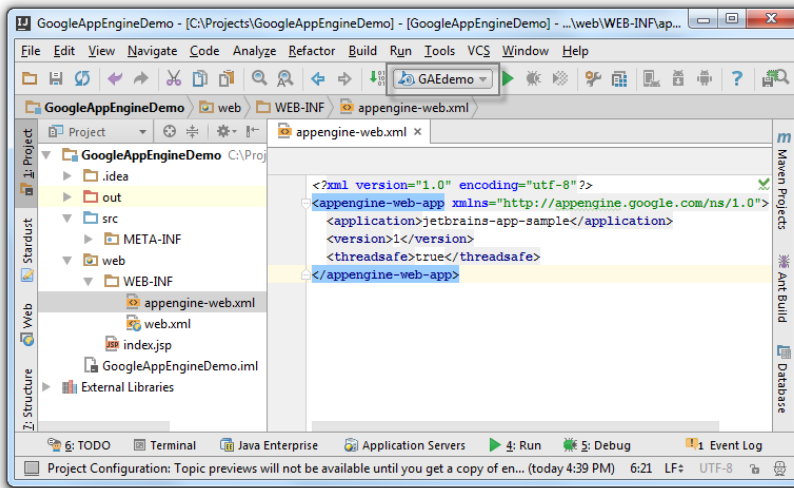 GoogleAppEngineDemo - [C:\Projects\GoogleAppEngineDemo] - [GoogleAppEngineDemo] - ...\web\WEB-INF\ap...
File Edit View Navigate Code Analyze Refactor Build Run Tools VCS Window Help
GAEdemo
GoogleAppEngineDemo web WEB-INF appengine-web.xml
1: Project
Stardust
Web
7: Structure
Project
GoogleAppEngineDemo C:\Proj
.idea
out
src
META-INF
web
WEB-INF
appengine-web.xml
web.xml
index.jsp
GoogleAppEngineDemo.iml
External Libraries
appengine-web.xml ×
<?xml version="1.0" encoding="utf-8"?>
<appengine-web-app xmlns="http://appengine.google.com/ns/1.0">
<application>jetbrains-app-sample</application>
<version>1</version>
<threadsafe>true</threadsafe>
</appengine-web-app>
m
Maven Projects
Ant Build
Database
6: TODO Terminal Java Enterprise Application Servers 4: Run 5: Debug 1 Event Log
Project Configuration: Topic previews will not be available until you get a copy of en... (today 4:39 PM) 6:21 LF UTF-8